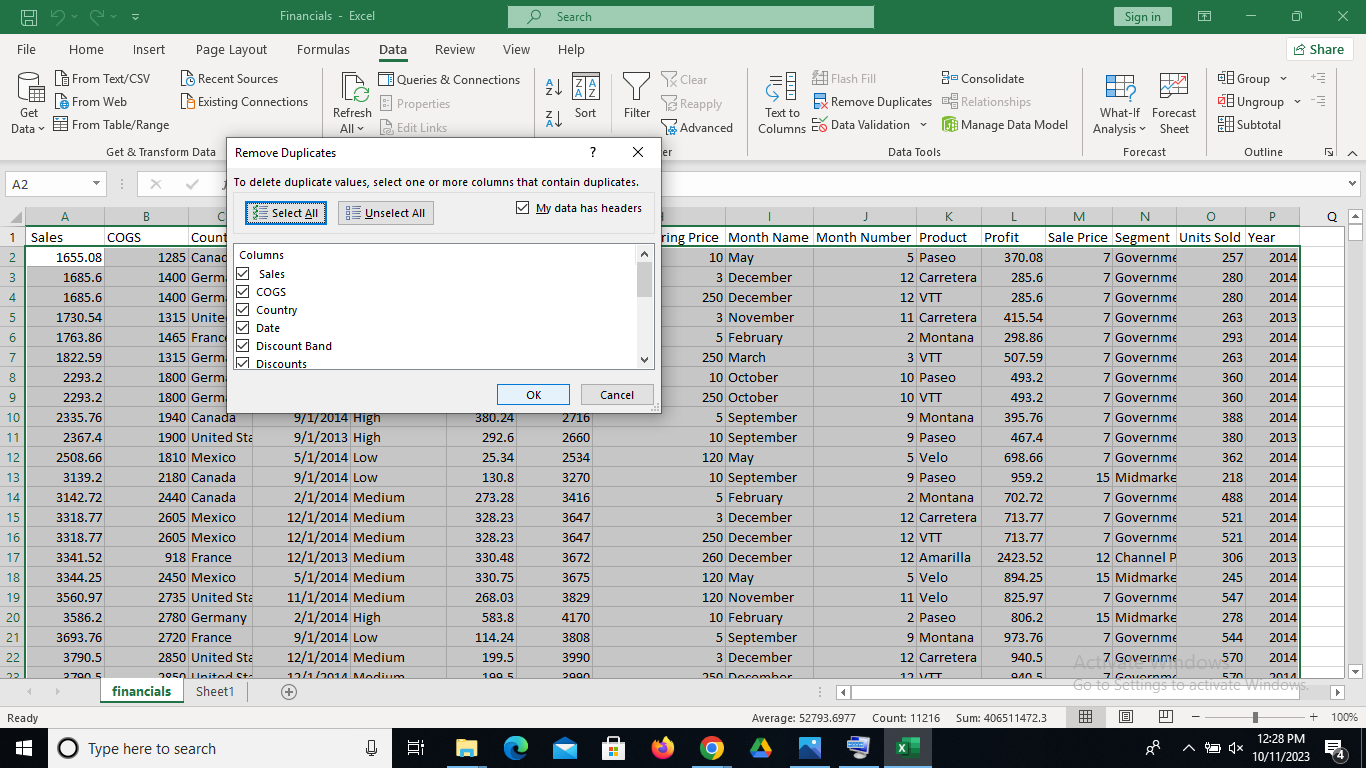 Financials - Excel
Search
Sign in
File Home Insert Page Layout Formulas Data Review View Help
Share
Get Data
From Text/CSV
From Web
From Table/Range
Recent Sources
Existing Connections
Get & Transform Data
Refresh All
Queries & Connections
Properties
Edit Links
Sort
Filter
Clear
Reapply
Advanced
Text to Columns
Flash Fill
Remove Duplicates
Data Validation
Consolidate
Relationships
Manage Data Model
Data Tools
What-If Analysis
Forecast Sheet
Forecast
Group
Ungroup
Subtotal
Outline
A2
Remove Duplicates
?
To delete duplicate values, select one or more columns that contain duplicates.
Select All
Unselect All
My data has headers
Columns
Sales
COGS
Country
Date
Discount Band
Discounts
OK
Cancel
A B I J K L M N O P Q
1 Sales COGS Count ring Price Month Name Month Number Product Profit Sale Price Segment Units Sold Year
2 1655.08 1285 Canad 10 May 5 Paseo 370.08 7 Governme 257 2014
3 1685.6 1400 Germ 3 December 12 Carretera 285.6 7 Governme 280 2014
4 1685.6 1400 Germ 250 December 12 VTT 285.6 7 Governme 280 2014
5 1730.54 1315 Unite 3 November 11 Carretera 415.54 7 Governme 263 2013
6 1763.86 1465 Franc 5 February 2 Montana 298.86 7 Governme 293 2014
7 1822.59 1315 Germ 250 March 3 VTT 507.59 7 Governme 263 2014
8 2293.2 1800 Germ 10 October 10 Paseo 493.2 7 Governme 360 2014
9 2293.2 1800 Germ 250 October 10 VTT 493.2 7 Governme 360 2014
10 2335.76 1940 Canada 9/1/2014 High 380.24 2716 5 September 9 Montana 395.76 7 Governme 388 2014
11 2367.4 1900 United Sta 9/1/2013 High 292.6 2660 10 September 9 Paseo 467.4 7 Governme 380 2013
12 2508.66 1810 Mexico 5/1/2014 Low 25.34 2534 120 May 5 Velo 698.66 7 Governme 362 2014
13 3139.2 2180 Canada 9/1/2014 Low 130.8 3270 10 September 9 Paseo 959.2 15 Midmarke 218 2014
14 3142.72 2440 Canada 2/1/2014 Medium 273.28 3416 5 February 2 Montana 702.72 7 Governme 488 2014
15 3318.77 2605 Mexico 12/1/2014 Medium 328.23 3647 3 December 12 Carretera 713.77 7 Governme 521 2014
16 3318.77 2605 Mexico 12/1/2014 Medium 328.23 3647 250 December 12 VTT 713.77 7 Governme 521 2014
17 3341.52 918 France 12/1/2013 Medium 330.48 3672 260 December 12 Amarilla 2423.52 12 Channel P 306 2013
18 3344.25 2450 Mexico 5/1/2014 Medium 330.75 3675 120 May 5 Velo 894.25 15 Midmarke 245 2014
19 3560.97 2735 United Sta 11/1/2014 Medium 268.03 3829 120 November 11 Velo 825.97 7 Governme 547 2014
20 3586.2 2780 Germany 2/1/2014 High 583.8 4170 10 February 2 Paseo 806.2 15 Midmarke 278 2014
21 3693.76 2720 France 9/1/2014 Low 114.24 3808 5 September 9 Montana 973.76 7 Governme 544 2014
22 3790.5 2850 United Sta 12/1/2014 Medium 199.5 3990 3 December 12 Carretera 940.5 7 Governme 570 2014
23 3790.5 2850 United Sta 12/1/2014 Medium 199.5 3990 250 December 12 VTT 940.5 7 Governme 570 2014
Activate Windows
Go to Settings to activate Windows.
financials Sheet1
Ready
Average: 52793.6977 Count: 11216 Sum: 406511472.3
100%
Type here to search
12:28 PM
10/11/2023
4